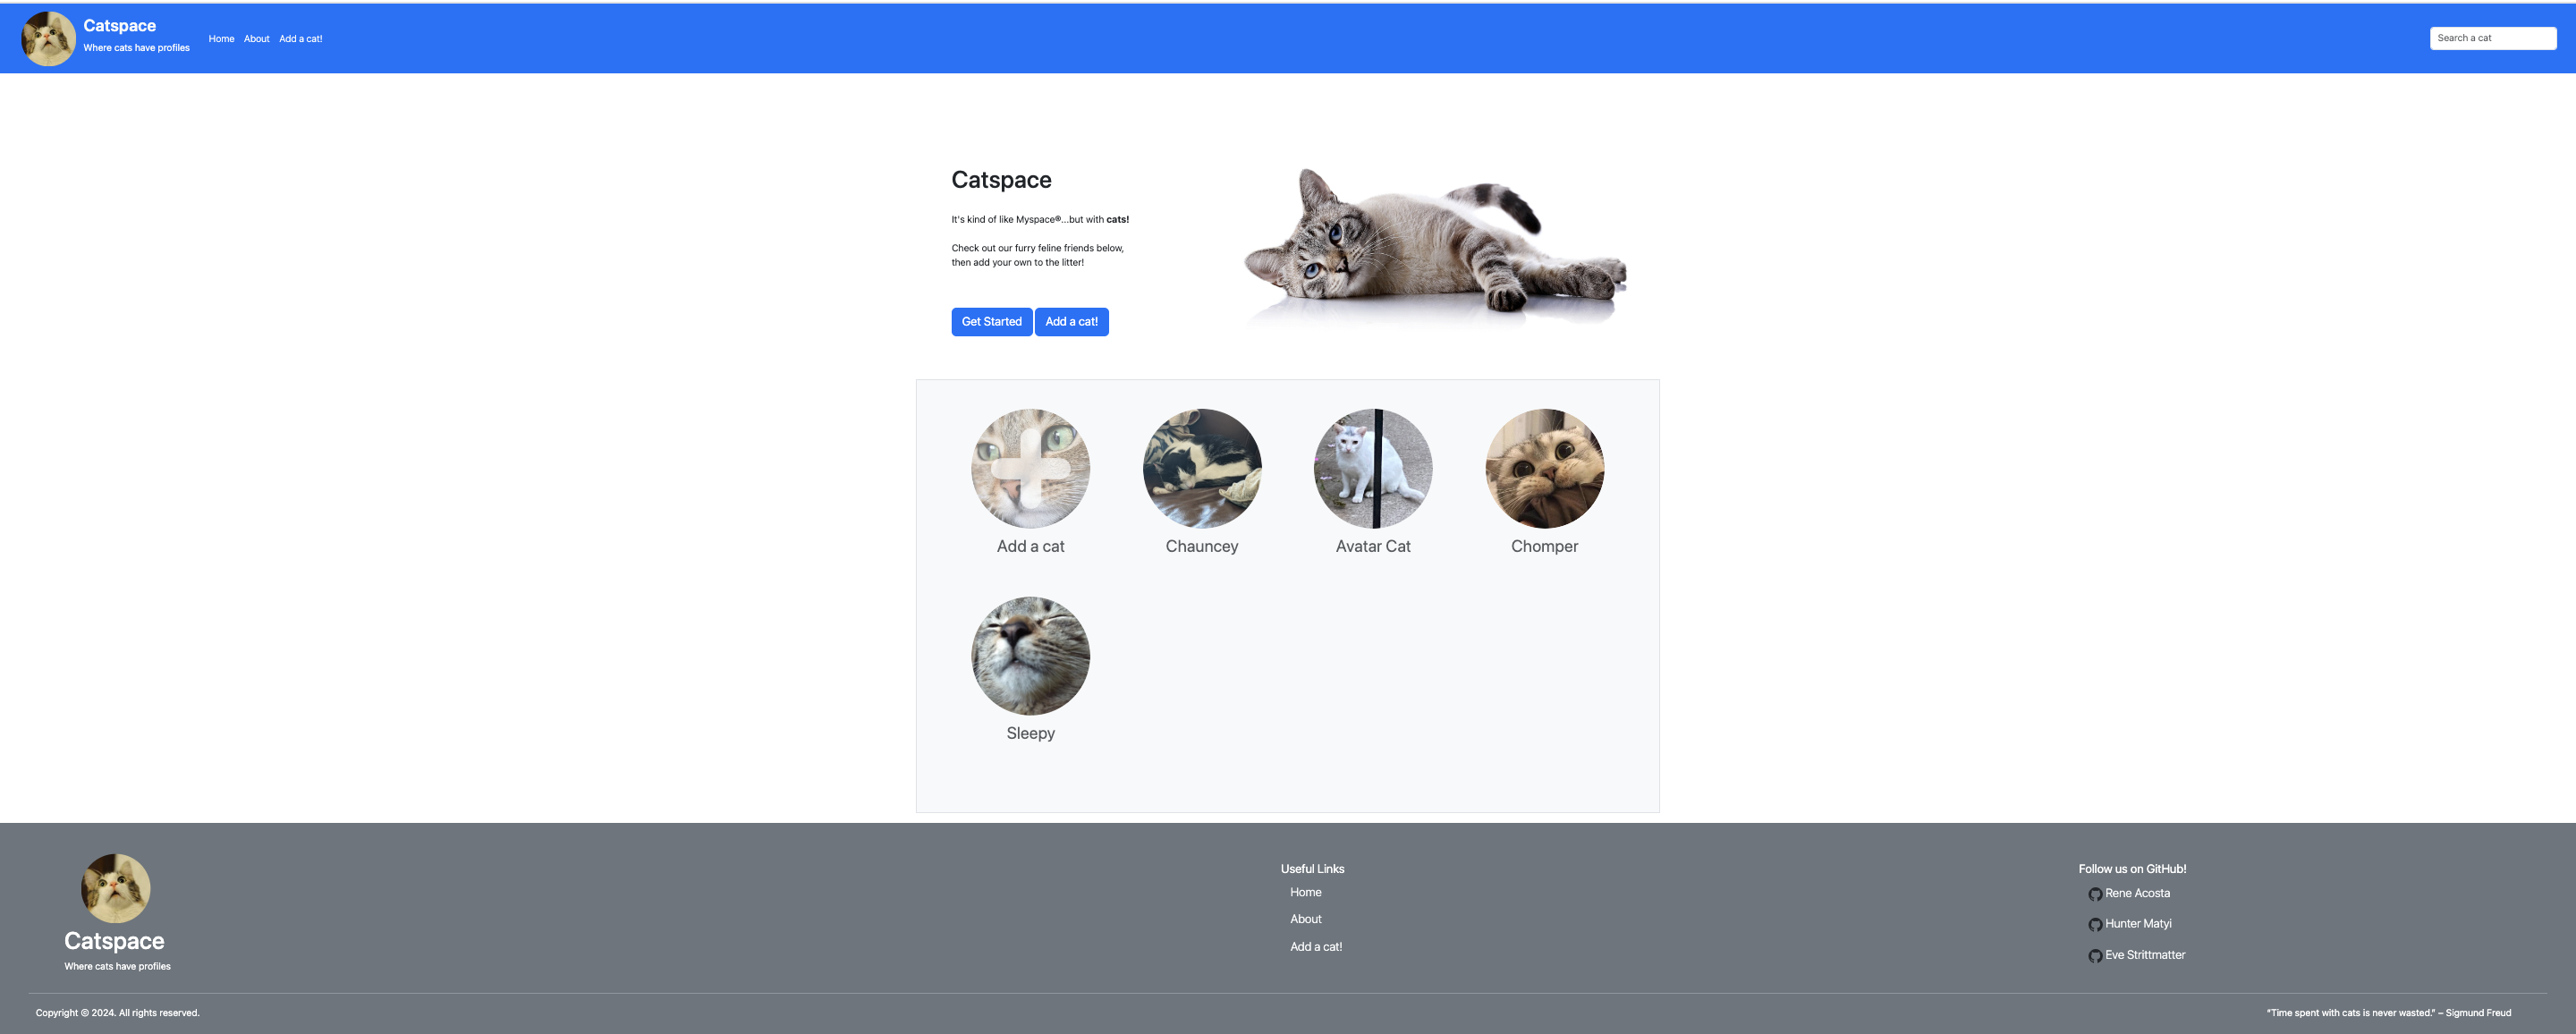 Catspace
Where cats have profiles
Home About Add a cat!
Search a cat
Catspace
It's kind of like Myspace®...but with cats!
Check out our furry feline friends below,
then add your own to the litter!
Get Started Add a cat!
Add a cat
Chauncey
Avatar Cat
Chomper
Sleepy
Catspace
Where cats have profiles
Useful Links
Home
About
Add a cat!
Follow us on GitHub!
Rene Acosta
Hunter Matyi
Eve Strittmatter
Copyright © 2024. All rights reserved.
"Time spent with cats is never wasted." – Sigmund Freud